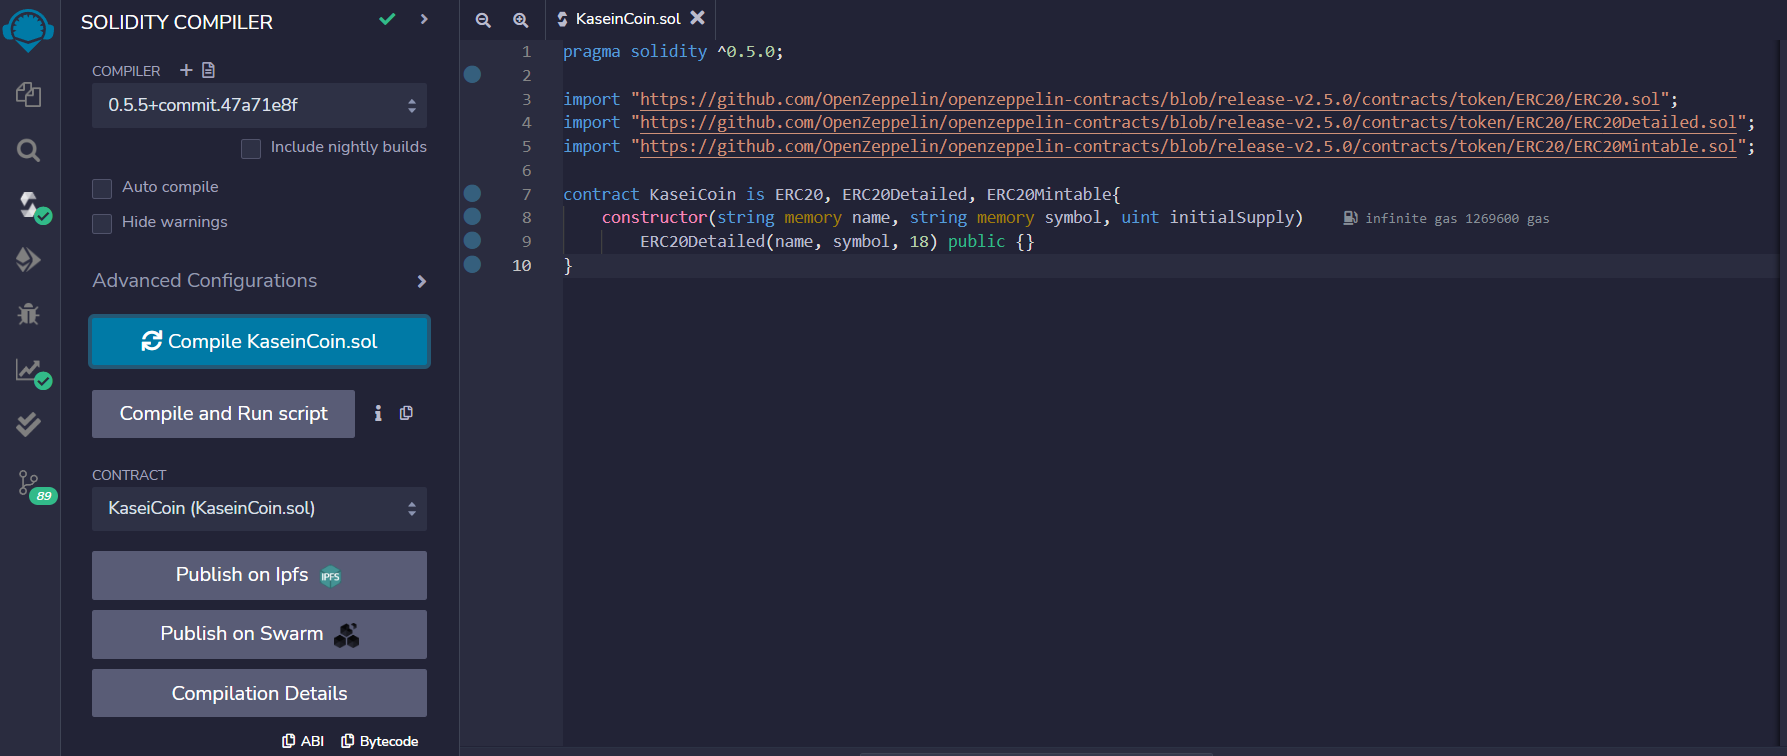 SOLIDITY COMPILER
COMPILER
0.5.5+commit.47a71e8f
Include nightly builds
Auto compile
Hide warnings
Advanced Configurations
Compile KaseinCoin.sol
Compile and Run script
CONTRACT
KaseiCoin (KaseinCoin.sol)
Publish on Ipfs IPFS
Publish on Swarm
Compilation Details
ABI Bytecode
89
KaseinCoin.sol
1 pragma solidity ^0.5.0;
2
3 import "https://github.com/OpenZeppelin/openzeppelin-contracts/blob/release-v2.5.0/contracts/token/ERC20/ERC20.sol";
4 import "https://github.com/OpenZeppelin/openzeppelin-contracts/blob/release-v2.5.0/contracts/token/ERC20/ERC20Detailed.sol";
5 import "https://github.com/OpenZeppelin/openzeppelin-contracts/blob/release-v2.5.0/contracts/token/ERC20/ERC20Mintable.sol";
6
7 contract KaseiCoin is ERC20, ERC20Detailed, ERC20Mintable{
8 constructor(string memory name, string memory symbol, uint initialSupply) infinite gas 1269600 gas
9 ERC20Detailed(name, symbol, 18) public {}
10 }